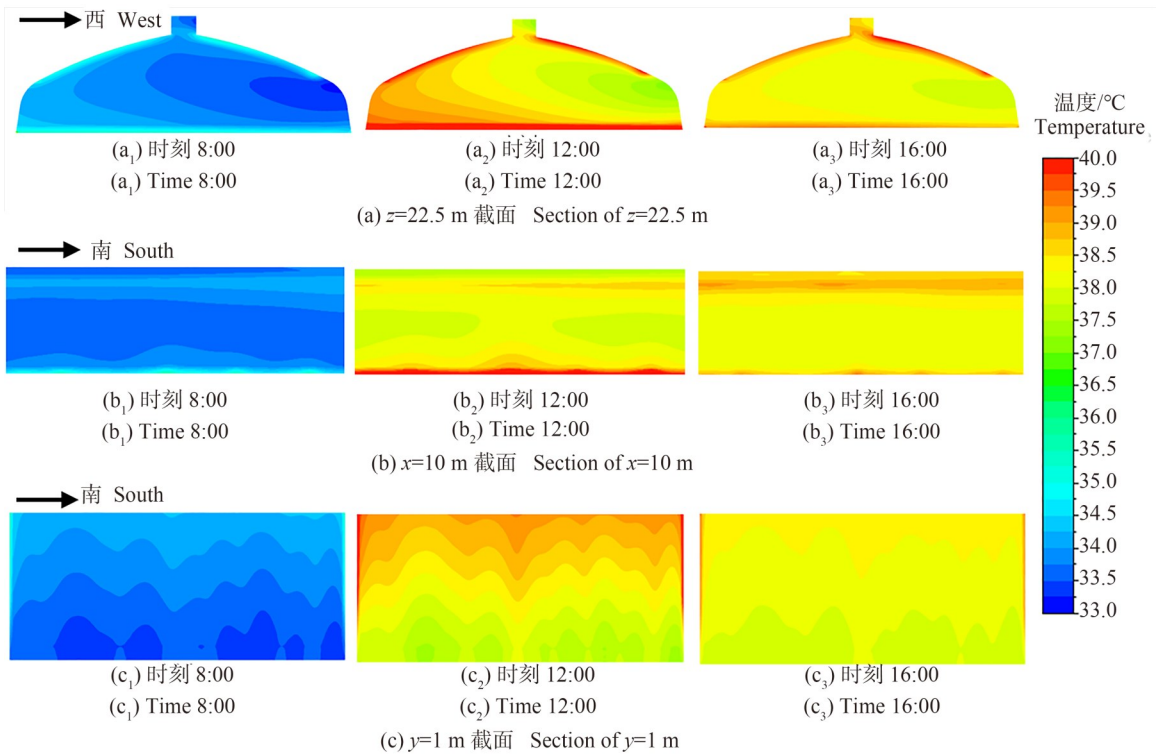 西 West
(a₁) 时刻 8:00
(a₁) Time 8:00
(a₂) 时刻 12:00
(a₂) Time 12:00
(a₃) 时刻 16:00
(a₃) Time 16:00
(a) z=22.5 m 截面 Section of z=22.5 m
南 South
(b₁) 时刻 8:00
(b₁) Time 8:00
(b₂) 时刻 12:00
(b₂) Time 12:00
(b₃) 时刻 16:00
(b₃) Time 16:00
(b) x=10 m 截面 Section of x=10 m
南 South
(c₁) 时刻 8:00
(c₁) Time 8:00
(c₂) 时刻 12:00
(c₂) Time 12:00
(c₃) 时刻 16:00
(c₃) Time 16:00
(c) y=1 m 截面 Section of y=1 m
温度/℃
Temperature
40.0
39.5
39.0
38.5
38.0
37.5
37.0
36.5
36.0
35.5
35.0
34.5
34.0
33.5
33.0